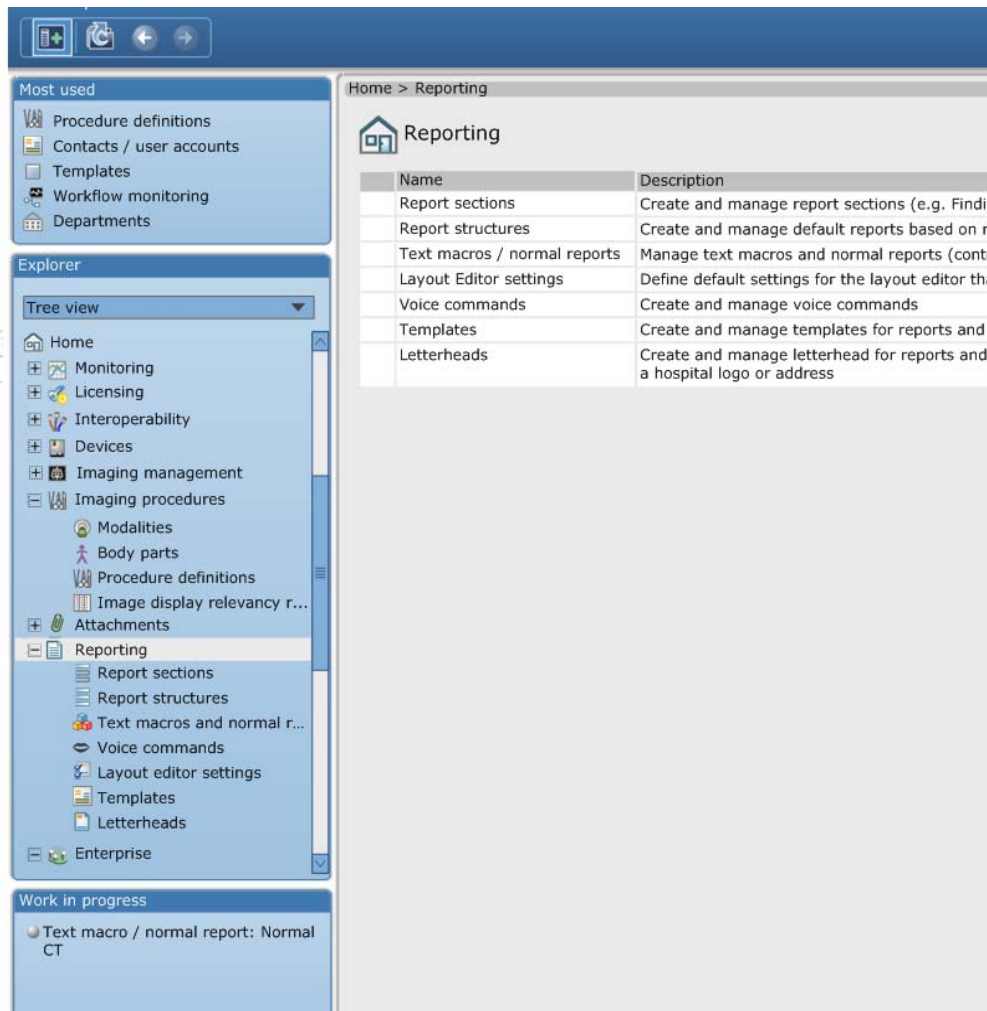 Most used
Procedure definitions
Contacts / user accounts
Templates
Workflow monitoring
Departments
Explorer
Tree view
Home
Monitoring
Licensing
Interoperability
Devices
Imaging management
Imaging procedures
Modalities
Body parts
Procedure definitions
Image display relevancy r...
Attachments
Reporting
Report sections
Report structures
Text macros and normal r...
Voice commands
Layout editor settings
Templates
Letterheads
Enterprise
Work in progress
Text macro / normal report: Normal
CT
Home > Reporting
Reporting
Name Description
Report sections Create and manage report sections (e.g. Findi
Report structures Create and manage default reports based on r
Text macros / normal reports Manage text macros and normal reports (cont
Layout Editor settings Define default settings for the layout editor tha
Voice commands Create and manage voice commands
Templates Create and manage templates for reports and
Letterheads Create and manage letterhead for reports and
a hospital logo or address